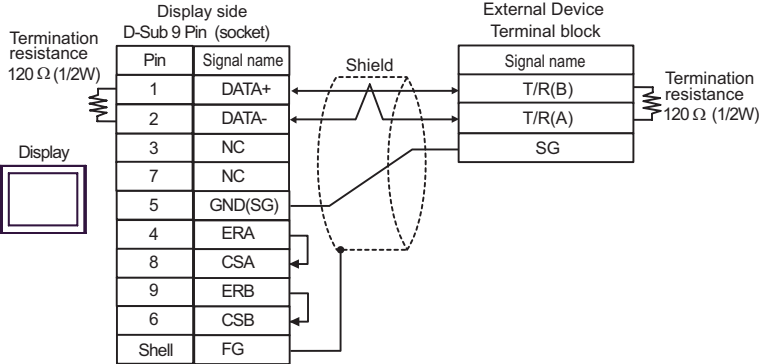 Display side
D-Sub 9 Pin (socket)
External Device
Terminal block
Termination
resistance
120 Ω (1/2W)
Pin Signal name
Shield
Signal name
Termination
resistance
120 Ω (1/2W)
1 DATA+
T/R(B)
2 DATA-
T/R(A)
3 NC
SG
Display
7 NC
5 GND(SG)
4 ERA
8 CSA
9 ERB
6 CSB
Shell FG